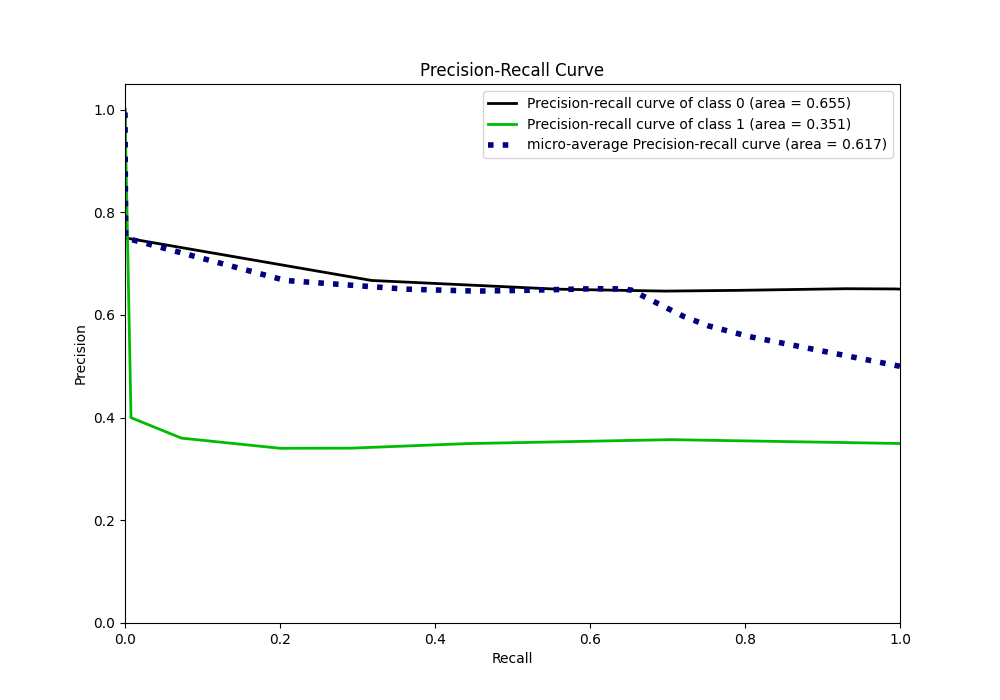 Precision-Recall Curve
Precision-recall curve of class 0 (area = 0.655)
Precision-recall curve of class 1 (area = 0.351)
micro-average Precision-recall curve (area = 0.617)
1.0
0.8
0.6
0.4
0.2
0.0
Precision
0.0 0.2 0.4 0.6 0.8 1.0
Recall